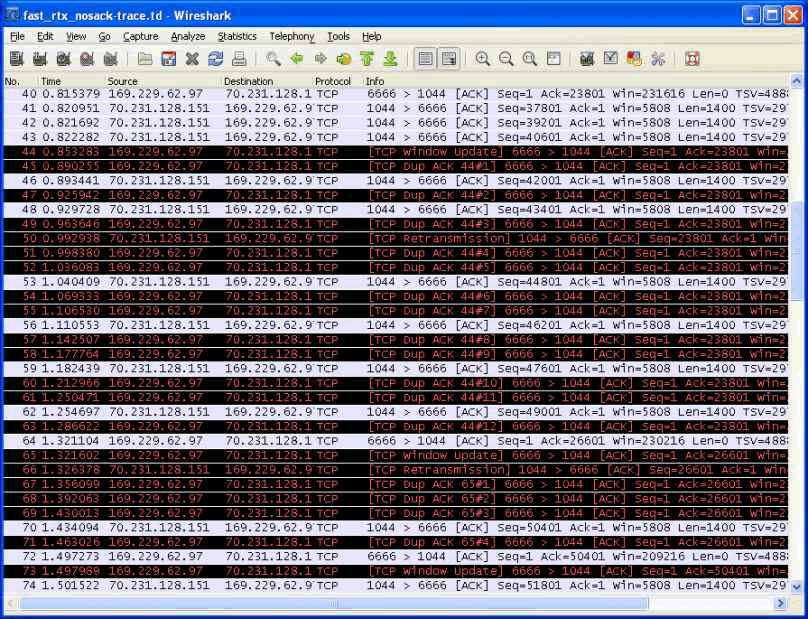 fast_rtx_nosack-trace.td - Wireshark
File Edit View Go Capture Analyze Statistics Telephony Tools Help
No. Time Source Destination Protocol Info
40 0.815379 169.229.62.97 70.231.128.1 TCP 6666 > 1044 [ACK] Seq=1 Ack=23801 Win=231616 Len=0 TSV=488
41 0.820951 70.231.128.151 169.229.62.9 TCP 1044 > 6666 [ACK] Seq=37801 Ack=1 Win=5808 Len=1400 TSV=29
42 0.821692 70.231.128.151 169.229.62.9 TCP 1044 > 6666 [ACK] Seq=39201 Ack=1 Win=5808 Len=1400 TSV=29
43 0.822282 70.231.128.151 169.229.62.9 TCP 1044 > 6666 [ACK] Seq=40601 Ack=1 Win=5808 Len=1400 TSV=29
44 0.853283 169.229.62.97 70.231.128.1 TCP [TCP Window Update] 6666 > 1044 [ACK] Seq=1 Ack=23801 Win=
45 0.890255 169.229.62.97 70.231.128.1 TCP [TCP Dup ACK 44#1] 6666 > 1044 [ACK] Seq=1 Ack=23801 Win=
46 0.893441 70.231.128.151 169.229.62.9 TCP 1044 > 6666 [ACK] Seq=42001 Ack=1 Win=5808 Len=1400 TSV=29
47 0.925942 169.229.62.97 70.231.128.1 TCP [TCP Dup ACK 44#2] 6666 > 1044 [ACK] Seq=1 Ack=23801 Win=
48 0.929728 70.231.128.151 169.229.62.9 TCP 1044 > 6666 [ACK] Seq=43401 Ack=1 Win=5808 Len=1400 TSV=29
49 0.963646 169.229.62.97 70.231.128.1 TCP [TCP Dup ACK 44#3] 6666 > 1044 [ACK] Seq=1 Ack=23801 Win=
50 0.992938 70.231.128.151 169.229.62.9 TCP [TCP Retransmission] 1044 > 6666 [ACK] Seq=23801 Ack=1 Win
51 0.998380 169.229.62.97 70.231.128.1 TCP [TCP Dup ACK 44#4] 6666 > 1044 [ACK] Seq=1 Ack=23801 Win=
52 1.036083 169.229.62.97 70.231.128.1 TCP [TCP Dup ACK 44#5] 6666 > 1044 [ACK] Seq=1 Ack=23801 Win=
53 1.040409 70.231.128.151 169.229.62.9 TCP 1044 > 6666 [ACK] Seq=44801 Ack=1 Win=5808 Len=1400 TSV=29
54 1.069333 169.229.62.97 70.231.128.1 TCP [TCP Dup ACK 44#6] 6666 > 1044 [ACK] Seq=1 Ack=23801 Win=
55 1.106530 169.229.62.97 70.231.128.1 TCP [TCP Dup ACK 44#7] 6666 > 1044 [ACK] Seq=1 Ack=23801 Win=
56 1.110553 70.231.128.151 169.229.62.9 TCP 1044 > 6666 [ACK] Seq=46201 Ack=1 Win=5808 Len=1400 TSV=29
57 1.142507 169.229.62.97 70.231.128.1 TCP [TCP Dup ACK 44#8] 6666 > 1044 [ACK] Seq=1 Ack=23801 Win=
58 1.177764 169.229.62.97 70.231.128.1 TCP [TCP Dup ACK 44#9] 6666 > 1044 [ACK] Seq=1 Ack=23801 Win=
59 1.182439 70.231.128.151 169.229.62.9 TCP 1044 > 6666 [ACK] Seq=47601 Ack=1 Win=5808 Len=1400 TSV=29
60 1.212966 169.229.62.97 70.231.128.1 TCP [TCP Dup ACK 44#10] 6666 > 1044 [ACK] Seq=1 Ack=23801 Win=
61 1.250471 169.229.62.97 70.231.128.1 TCP [TCP Dup ACK 44#11] 6666 > 1044 [ACK] Seq=1 Ack=23801 Win=
62 1.254697 70.231.128.151 169.229.62.9 TCP 1044 > 6666 [ACK] Seq=49001 Ack=1 Win=5808 Len=1400 TSV=29
63 1.286622 169.229.62.97 70.231.128.1 TCP [TCP Dup ACK 44#12] 6666 > 1044 [ACK] Seq=1 Ack=23801 Win=
64 1.321104 169.229.62.97 70.231.128.1 TCP 6666 > 1044 [ACK] Seq=1 Ack=26601 Win=230216 Len=0 TSV=488
65 1.321602 169.229.62.97 70.231.128.1 TCP [TCP Window Update] 6666 > 1044 [ACK] Seq=1 Ack=26601 Win=
66 1.326378 70.231.128.151 169.229.62.9 TCP [TCP Retransmission] 1044 > 6666 [ACK] Seq=26601 Ack=1 Win
67 1.356099 169.229.62.97 70.231.128.1 TCP [TCP Dup ACK 65#1] 6666 > 1044 [ACK] Seq=1 Ack=26601 Win=
68 1.392063 169.229.62.97 70.231.128.1 TCP [TCP Dup ACK 65#2] 6666 > 1044 [ACK] Seq=1 Ack=26601 Win=
69 1.430013 169.229.62.97 70.231.128.1 TCP [TCP Dup ACK 65#3] 6666 > 1044 [ACK] Seq=1 Ack=26601 Win=
70 1.434094 70.231.128.151 169.229.62.9 TCP 1044 > 6666 [ACK] Seq=50401 Ack=1 Win=5808 Len=1400 TSV=29
71 1.463026 169.229.62.97 70.231.128.1 TCP [TCP Dup ACK 65#4] 6666 > 1044 [ACK] Seq=1 Ack=26601 Win=
72 1.497273 169.229.62.97 70.231.128.1 TCP 6666 > 1044 [ACK] Seq=1 Ack=50401 Win=209216 Len=0 TSV=488
73 1.497989 169.229.62.97 70.231.128.1 TCP [TCP Window Update] 6666 > 1044 [ACK] Seq=1 Ack=50401 Win=
74 1.501522 70.231.128.151 169.229.62.9 TCP 1044 > 6666 [ACK] Seq=51801 Ack=1 Win=5808 Len=1400 TSV=29